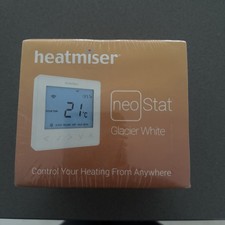 heatmiser
21°C
neoStat
Glacier White
Control Your Heating From Anywhere